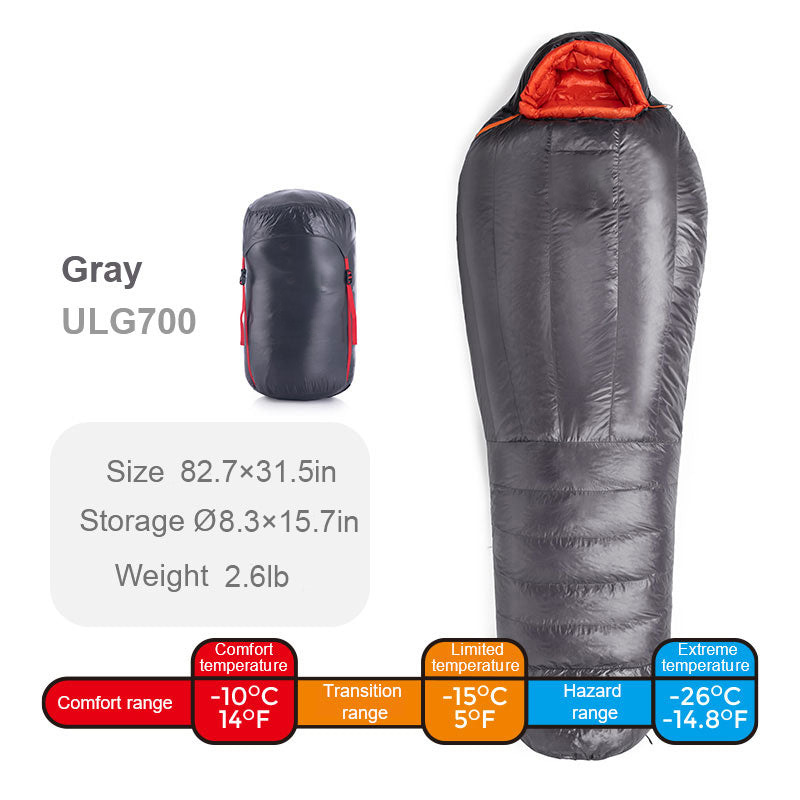 Gray
ULG700
Size 82.7×31.5in
Storage Ø8.3×15.7in
Weight 2.6lb
Comfort range
Comfort
temperature
-10°C
14°F
Transition
range
Limited
temperature
-15°C
5°F
Hazard
range
Extreme
temperature
-26°C
-14.8°F